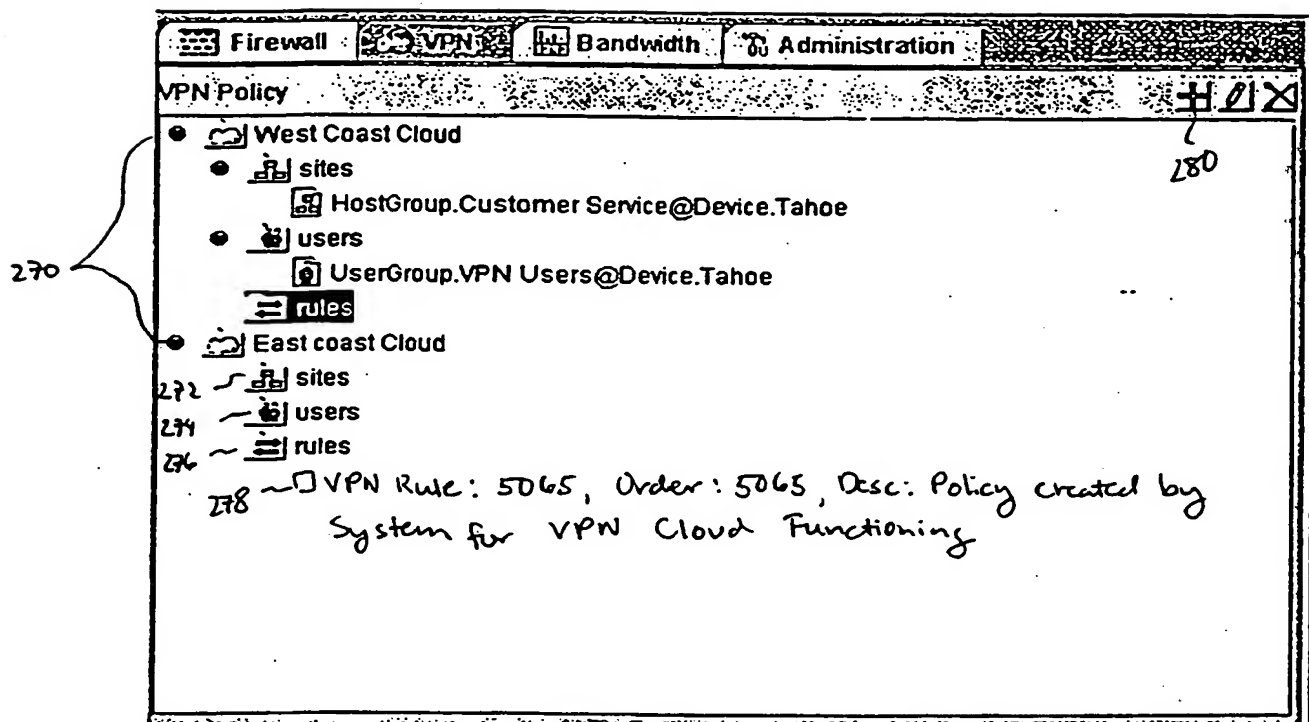 Firewall VPN Bandwidth Administration
VPN Policy
280
270
West Coast Cloud
sites
HostGroup.Customer Service@Device.Tahoe
users
UserGroup.VPN Users@Device.Tahoe
rules
East coast Cloud
272 sites
274 users
276 rules
278 VPN Rule: 5065, Order: 5065, Desc: Policy created by
System for VPN Cloud Functioning